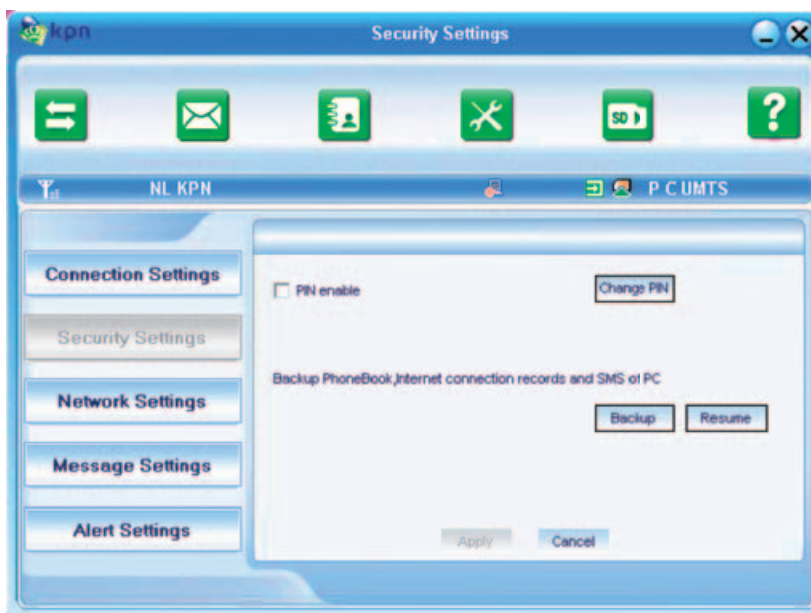 kpn Security Settings
SD ?
NL KPN P C UMTS
Connection Settings
PIN enable Change PIN
Security Settings
Backup PhoneBook,Internet connection records and SMS of PC
Network Settings
Backup Resume
Message Settings
Alert Settings
Apply Cancel